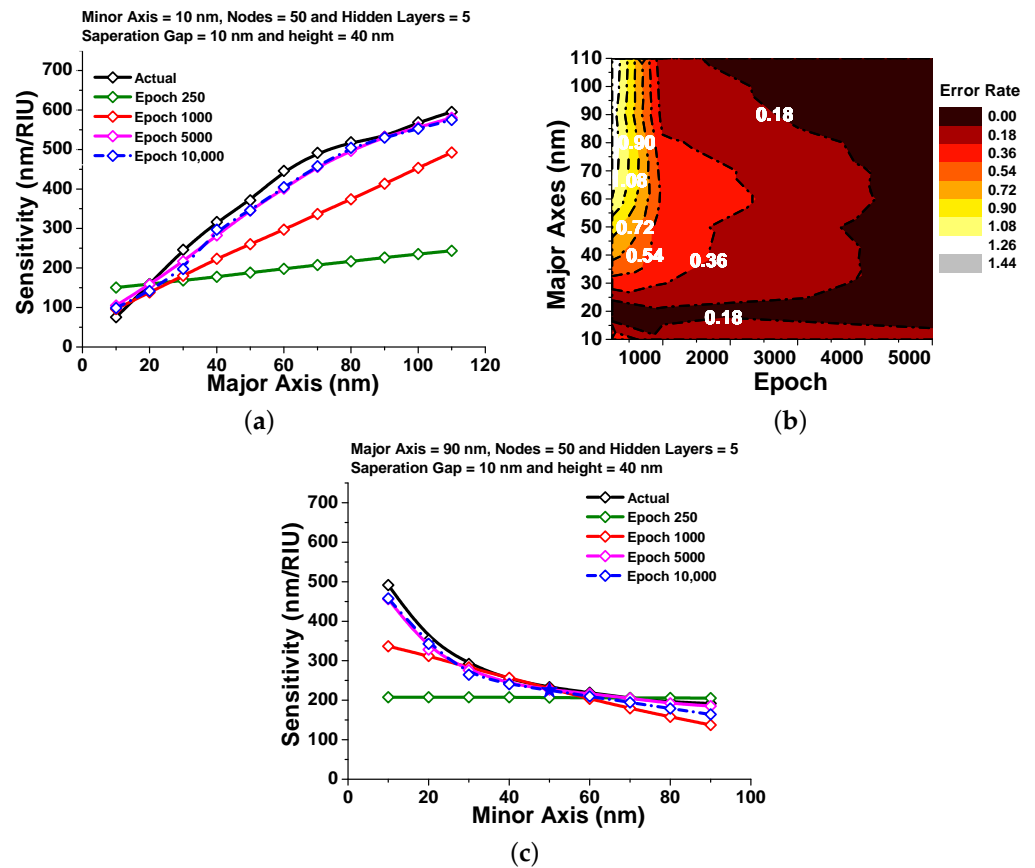 Minor Axis = 10 nm, Nodes = 50 and Hidden Layers = 5
Saperation Gap = 10 nm and height = 40 nm
Sensitivity (nm/RIU)
700
600
500
400
300
200
100
0
Actual
Epoch 250
Epoch 1000
Epoch 5000
Epoch 10,000
0 20 40 60 80 100 120
Major Axis (nm)
(a)
Major Axes (nm)
110
100
90
80
70
60
50
40
30
20
10
0.90
1.08
0.72
0.54
0.36
0.18
0.18
1000 2000 3000 4000 5000
Epoch
Error Rate
0.00
0.18
0.36
0.54
0.72
0.90
1.08
1.26
1.44
(b)
Major Axis = 90 nm, Nodes = 50 and Hidden Layers = 5
Saperation Gap = 10 nm and height = 40 nm
Sensitivity (nm/RIU)
700
600
500
400
300
200
100
0
Actual
Epoch 250
Epoch 1000
Epoch 5000
Epoch 10,000
0 20 40 60 80 100
Minor Axis (nm)
(c)